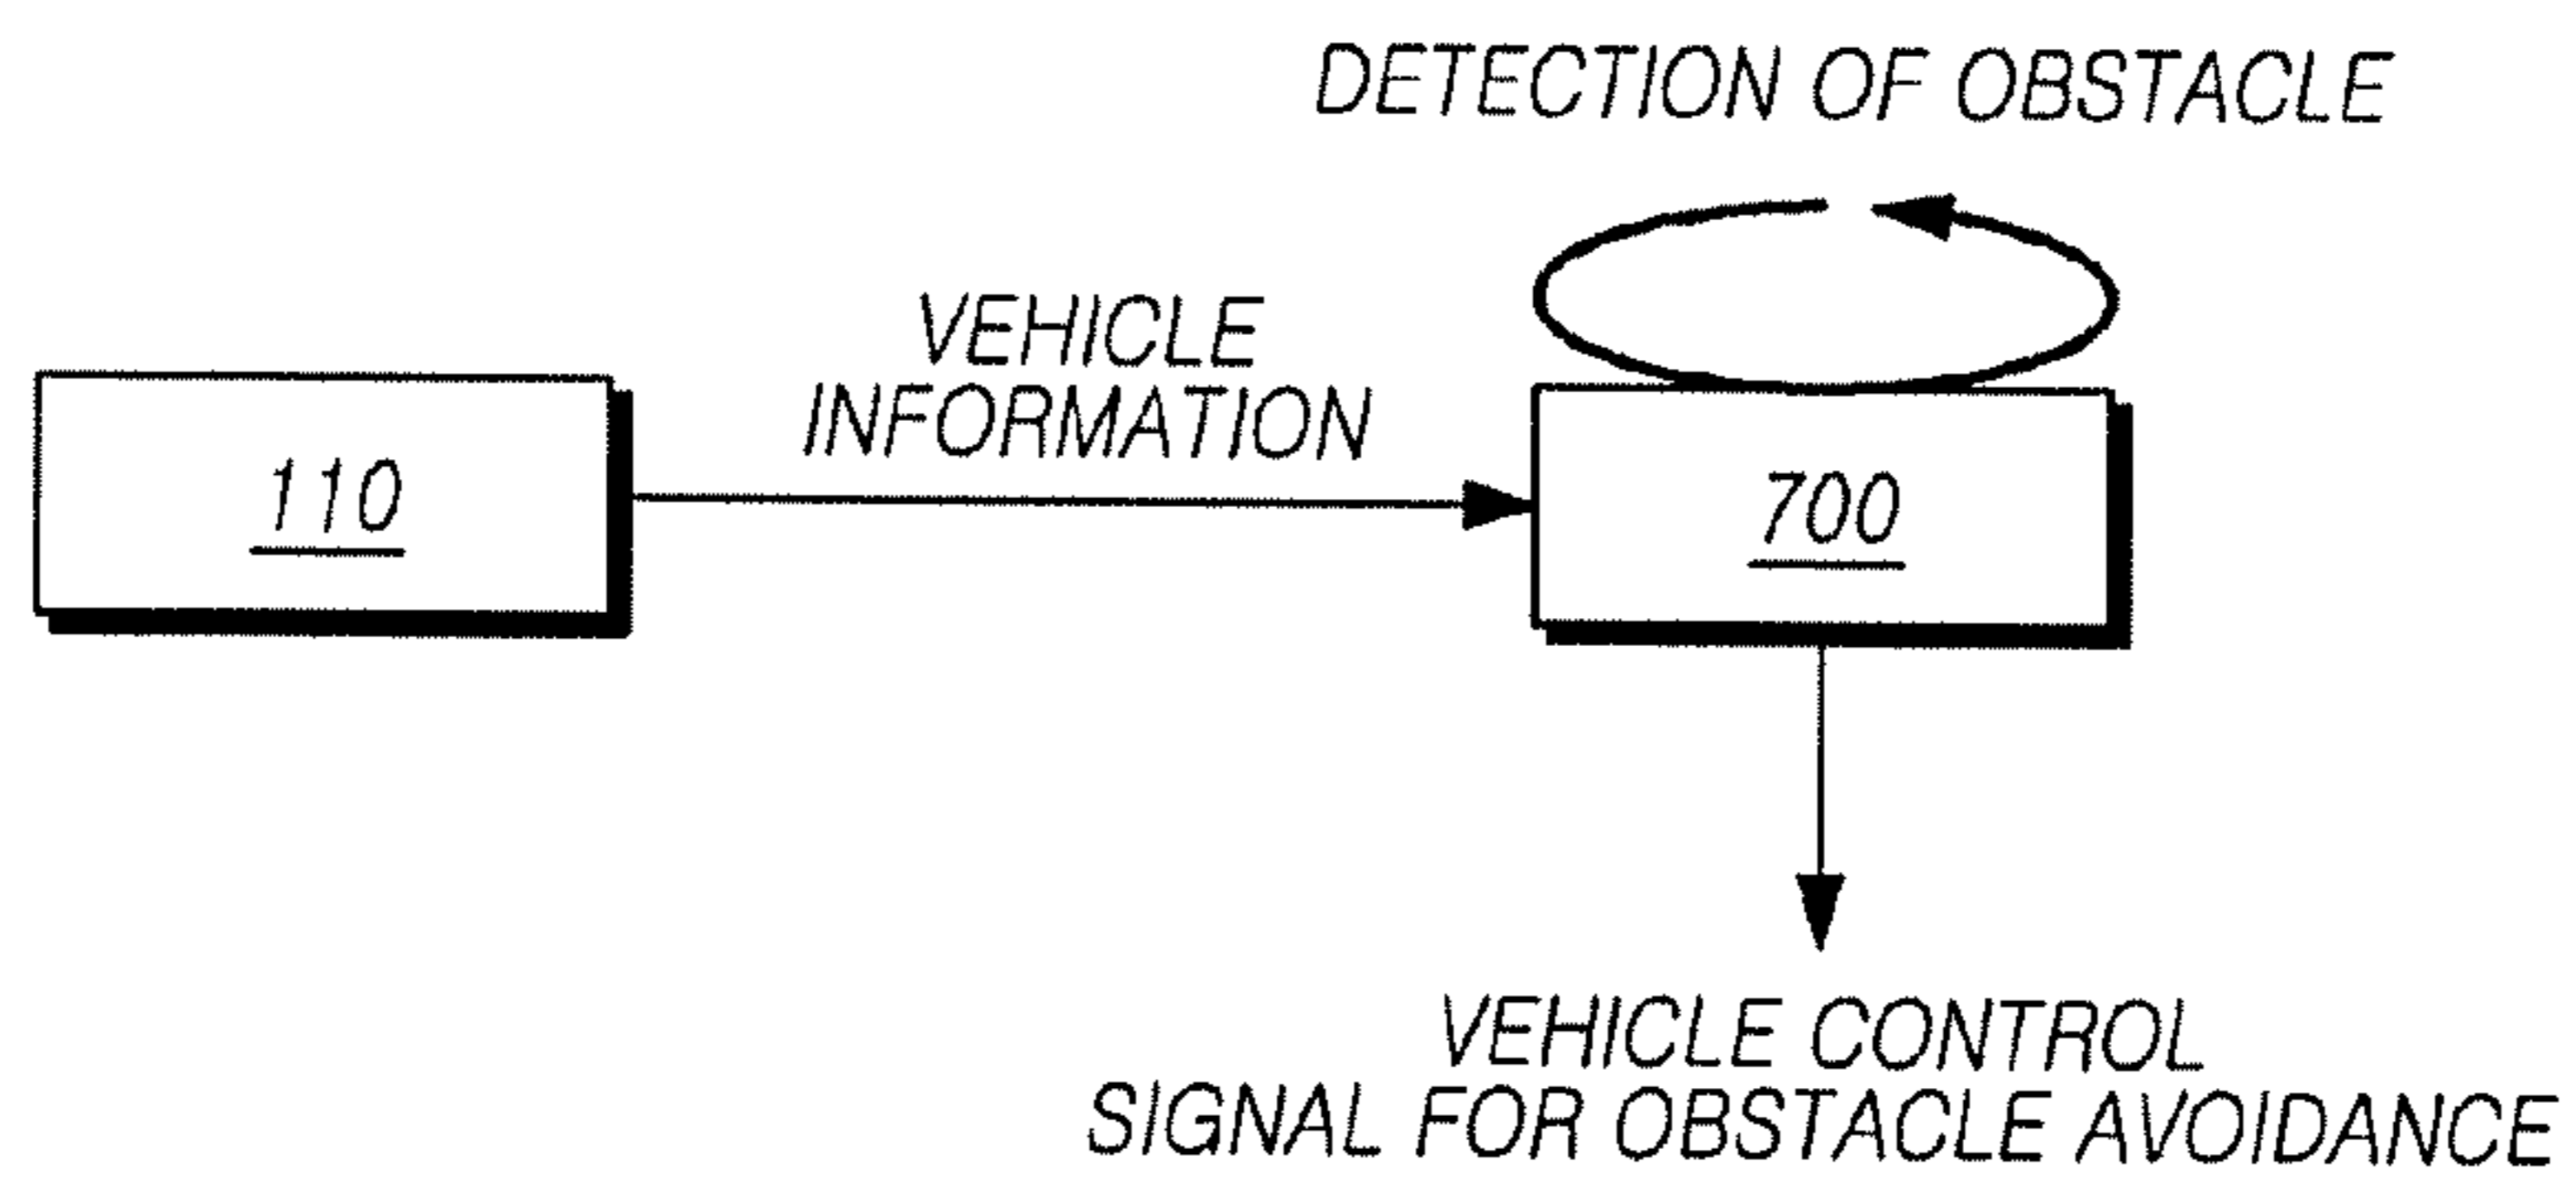 DETECTION OF OBSTACLE
VEHICLE
INFORMATION
110
700
VEHICLE CONTROL
SIGNAL FOR OBSTACLE AVOIDANCE